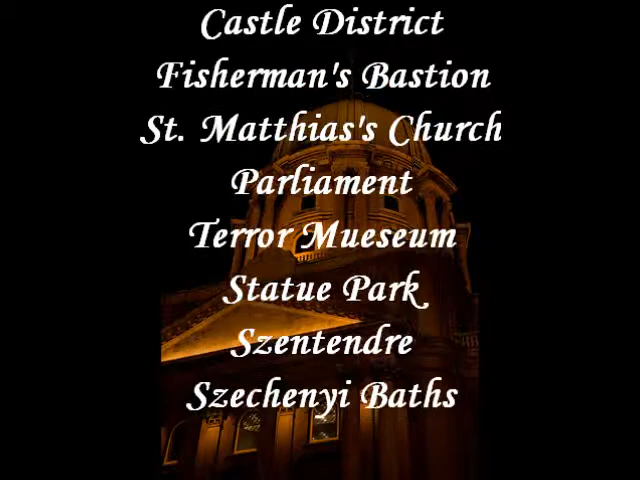 Castle District
Fisherman's Bastion
St. Matthias's Church
Parliament
Terror Mueseum
Statue Park
Szentendre
Szechenyi Baths